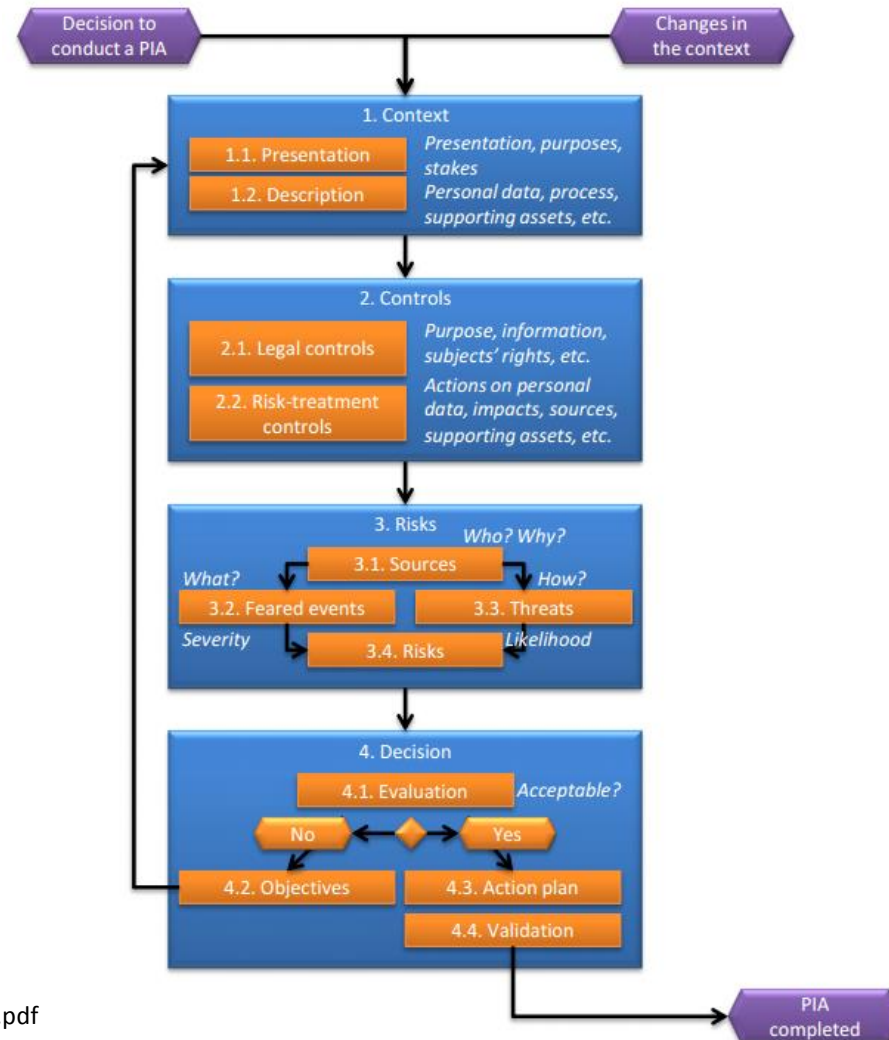 Decision to
conduct a PIA
Changes in
the context
1. Context
1.1. Presentation
Presentation, purposes,
stakes
1.2. Description
Personal data, process,
supporting assets, etc.
2. Controls
2.1. Legal controls
Purpose, information,
subjects’ rights, etc.
2.2. Risk-treatment
controls
Actions on personal
data, impacts, sources,
supporting assets, etc.
3. Risks
Who? Why?
3.1. Sources
What?
How?
3.2. Feared events
3.3. Threats
Severity
Likelihood
3.4. Risks
4. Decision
4.1. Evaluation
Acceptable?
No
Yes
4.2. Objectives
4.3. Action plan
4.4. Validation
PIA
completed
.pdf